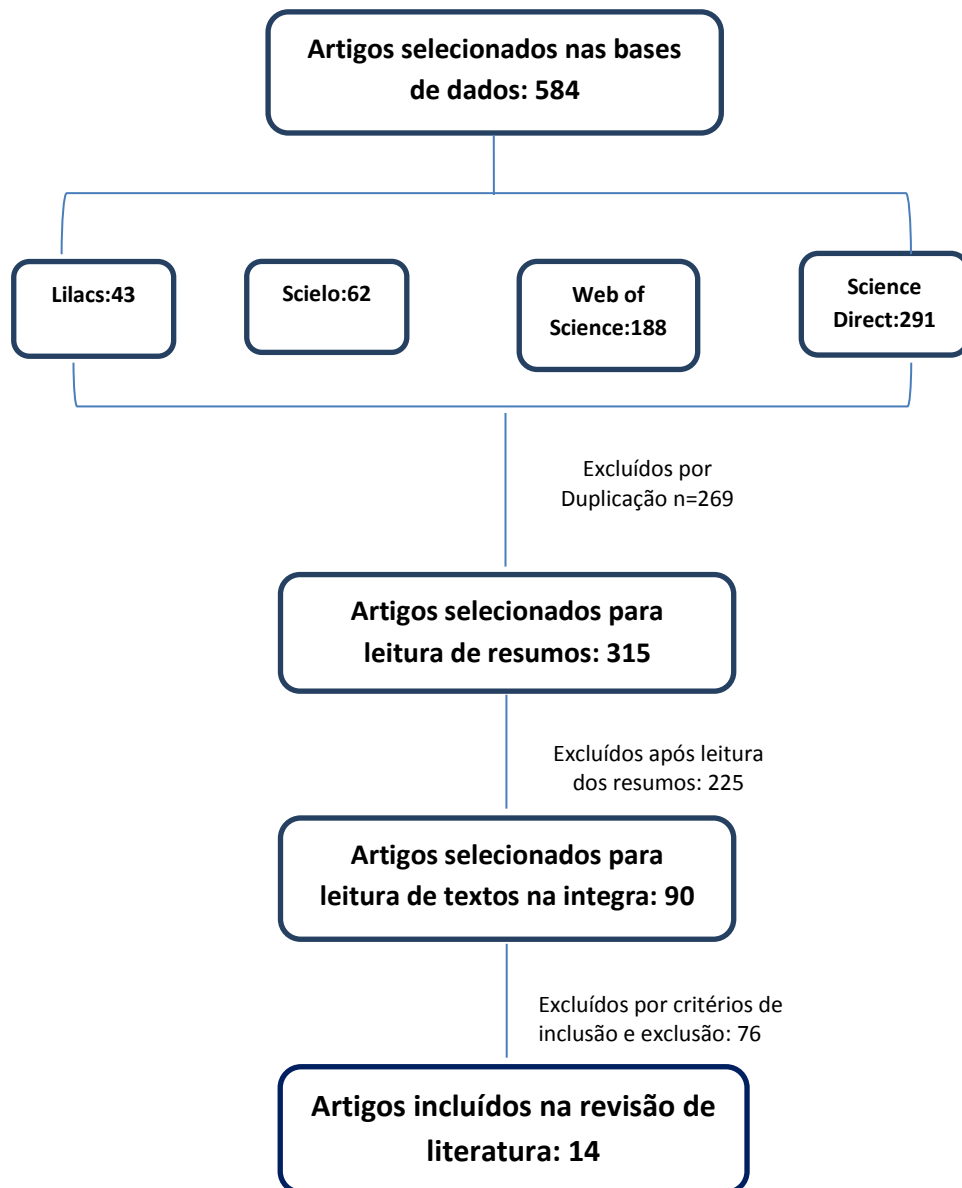 Artigos selecionados nas bases
de dados: 584
Lilacs:43
Scielo:62
Web of
Science:188
Science
Direct:291
Excluídos por
Duplicação n=269
Artigos selecionados para
leitura de resumos: 315
Excluídos após leitura
dos resumos: 225
Artigos selecionados para
leitura de textos na integra: 90
Excluídos por critérios de
inclusão e exclusão: 76
Artigos incluídos na revisão de
literatura: 14